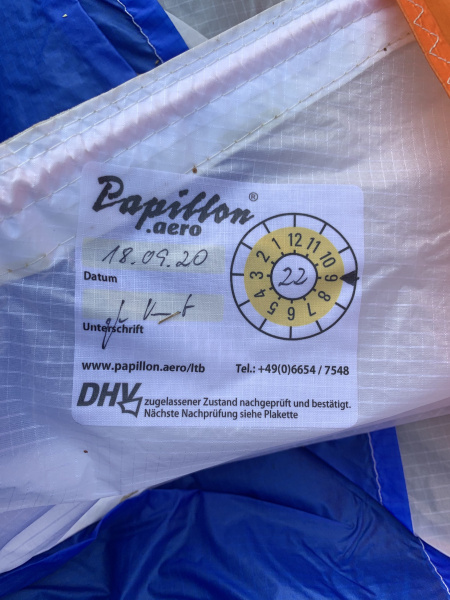 Papillon®
.aero
18.09.20
Datum
Unterschrift
1 12 11 10 9 8 7 6 5 4 3 2
22
www.papillon.aero/ltb Tel.: +49(0)6654 / 7548
DHV zugelassener Zustand nachgeprüft und bestätigt.
Nächste Nachprüfung siehe Plakette